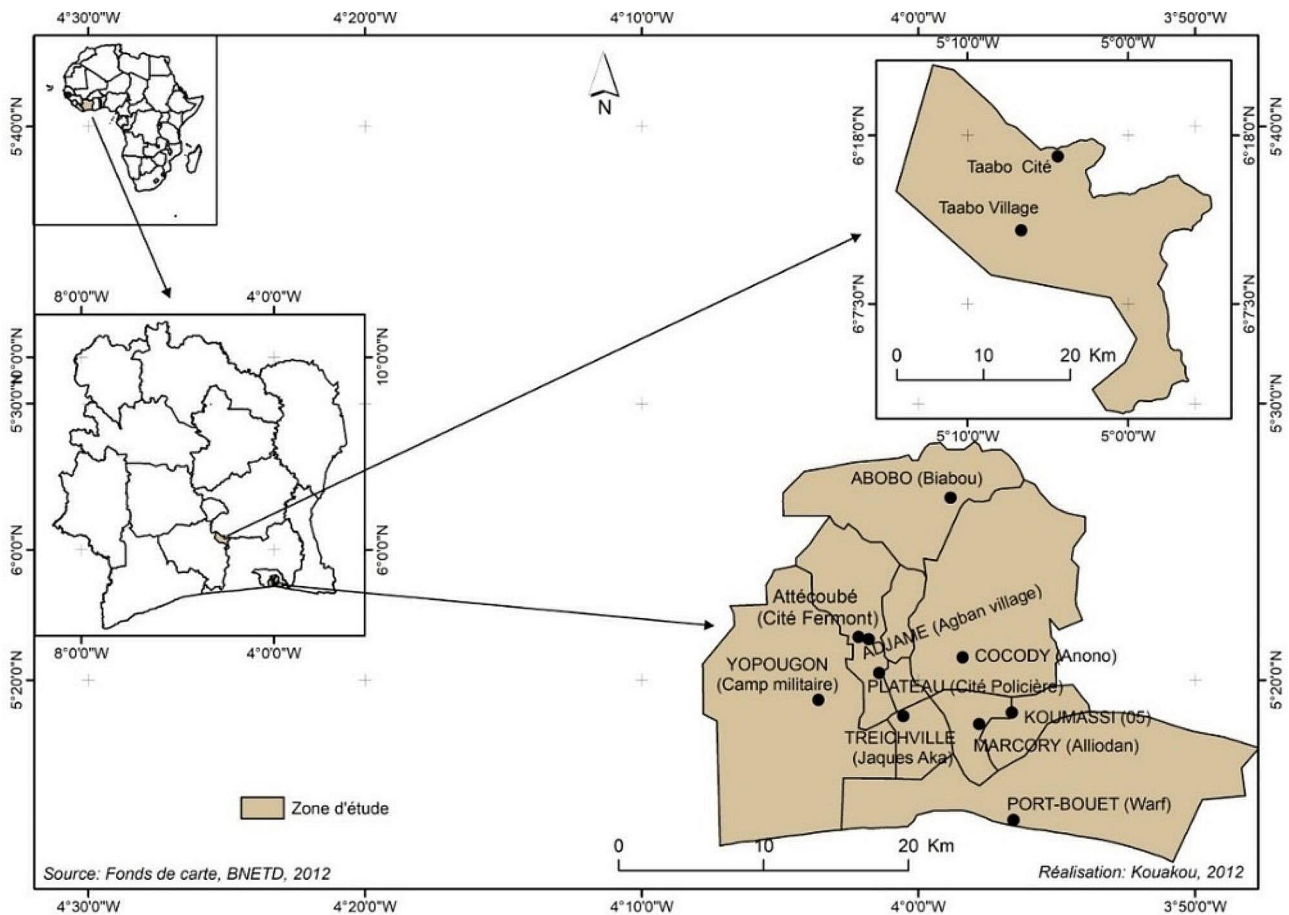 4°30'0"W
4°20'0"W
4°10'0"W
4°0'0"W
3°50'0"W
5°40'0"N
5°30'0"N
5°20'0"N
5°40'0"N
5°30'0"N
5°20'0"N
N
8°0'0"W
4°0'0"W
10°0'0"N
6°0'0"N
8°0'0"W
4°0'0"W
5°10'0"W
5°0'0"W
6°18'0"N
6°7'30"N
6°18'0"N
6°7'30"N
Taabo Cité
Taabo Village
0 10 20 Km
5°10'0"W
5°0'0"W
ABOBO (Biabou)
Attécoubé
(Cité Fermont)
ADJAME (Agban village)
COCODY (Anono)
YOPOUGON
(Camp militaire)
PLATEAU (Cité Policière)
KOUMASSI (05)
TREICHVILLE
(Jaques Aka)
MARCORY (Alliodan)
PORT-BOUET (Warf)
Zone d'étude
0 10 20 Km
Source: Fonds de carte, BNETD, 2012
Réalisation: Kouakou, 2012
4°30'0"W
4°20'0"W
4°10'0"W
4°0'0"W
3°50'0"W